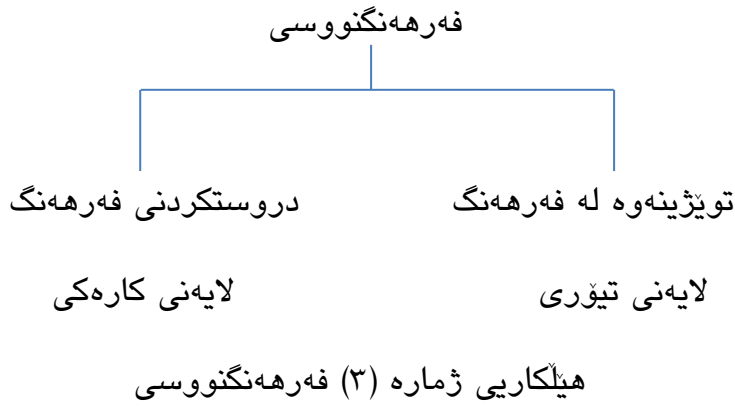 فەرهەنگنووسی
توێژینەوە لە فەرهەنگ
دروستکردنی فەرهەنگ
لایەنی تیۆری
لایەنی کارەکی
هێڵکاریی ژمارە (٣) فەرهەنگنووسی